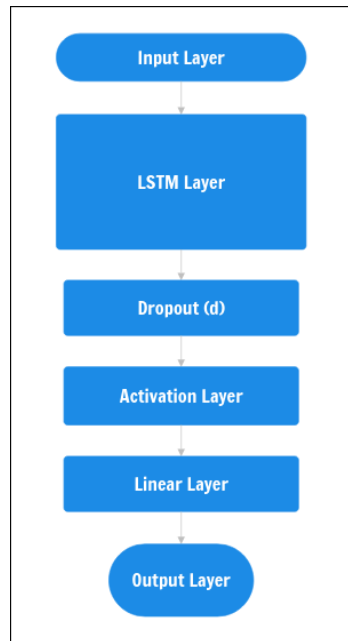 Input Layer
LSTM Layer
Dropout (d)
Activation Layer
Linear Layer
Output Layer